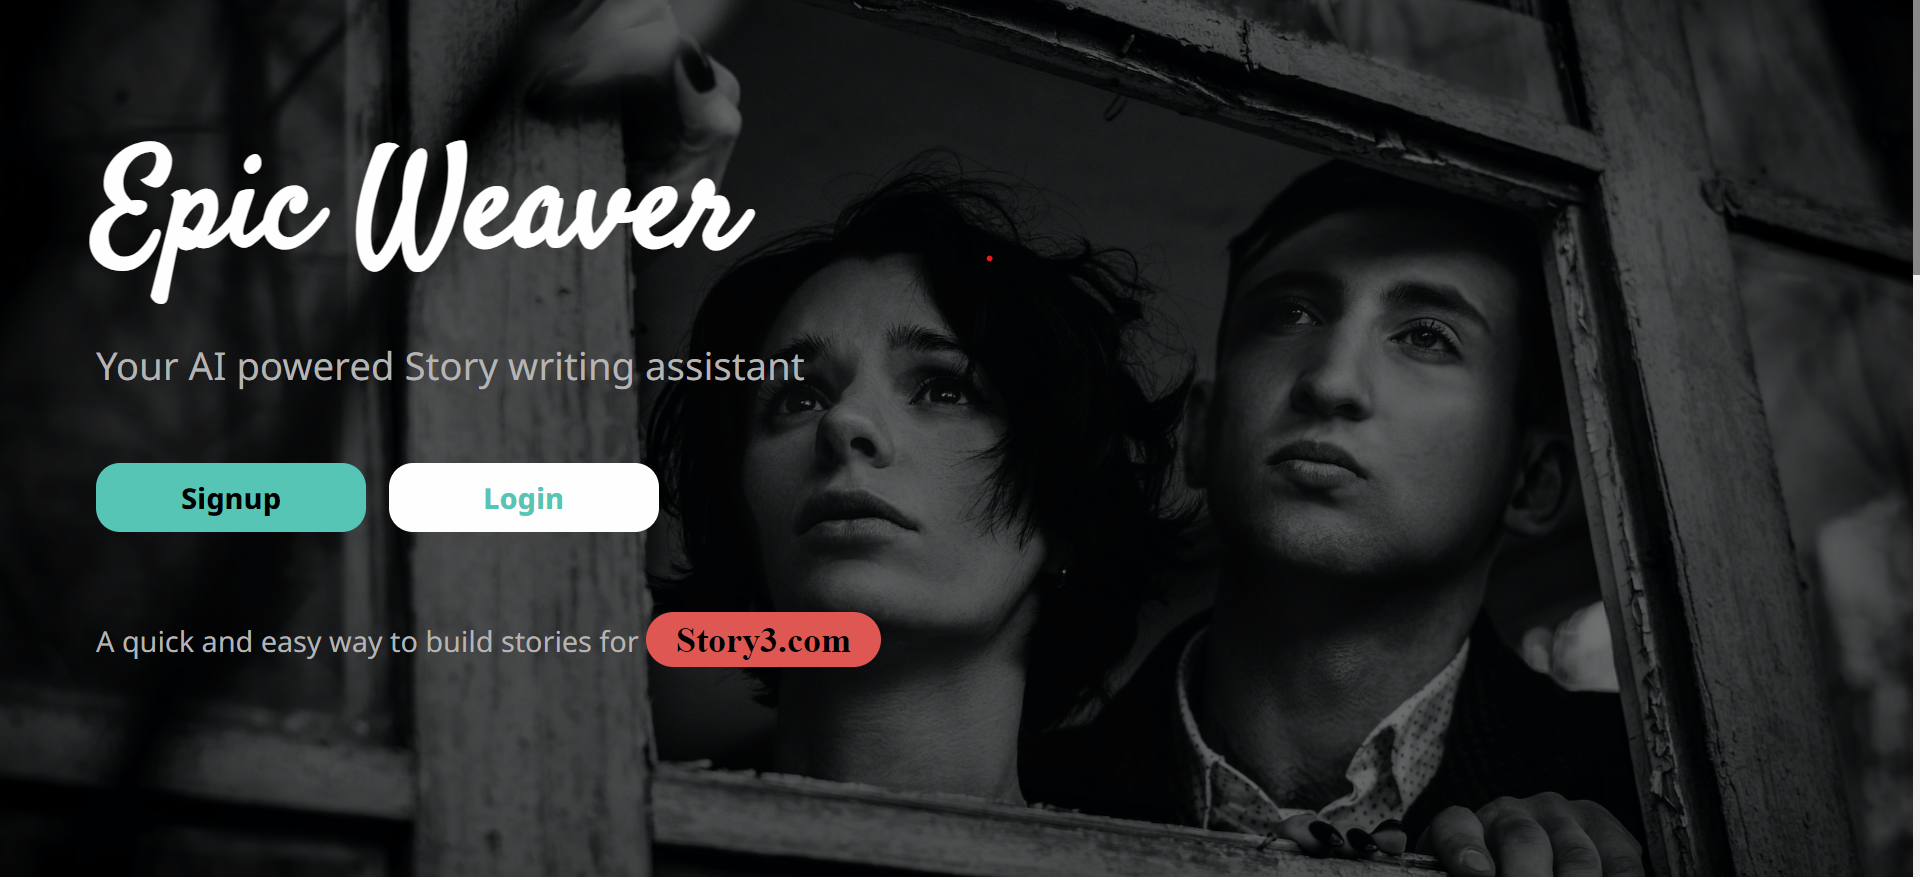 Epic Weaver
Your AI powered Story writing assistant
Signup Login
A quick and easy way to build stories for Story3.com